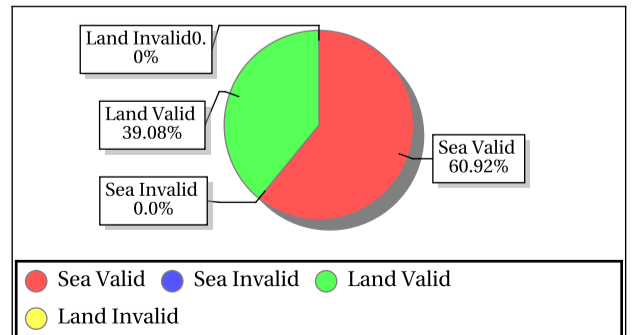 Land Invalid0.
0%
Land Valid
39.08%
Sea Valid
60.92%
Sea Invalid
0.0%
Sea Valid Sea Invalid Land Valid
Land Invalid